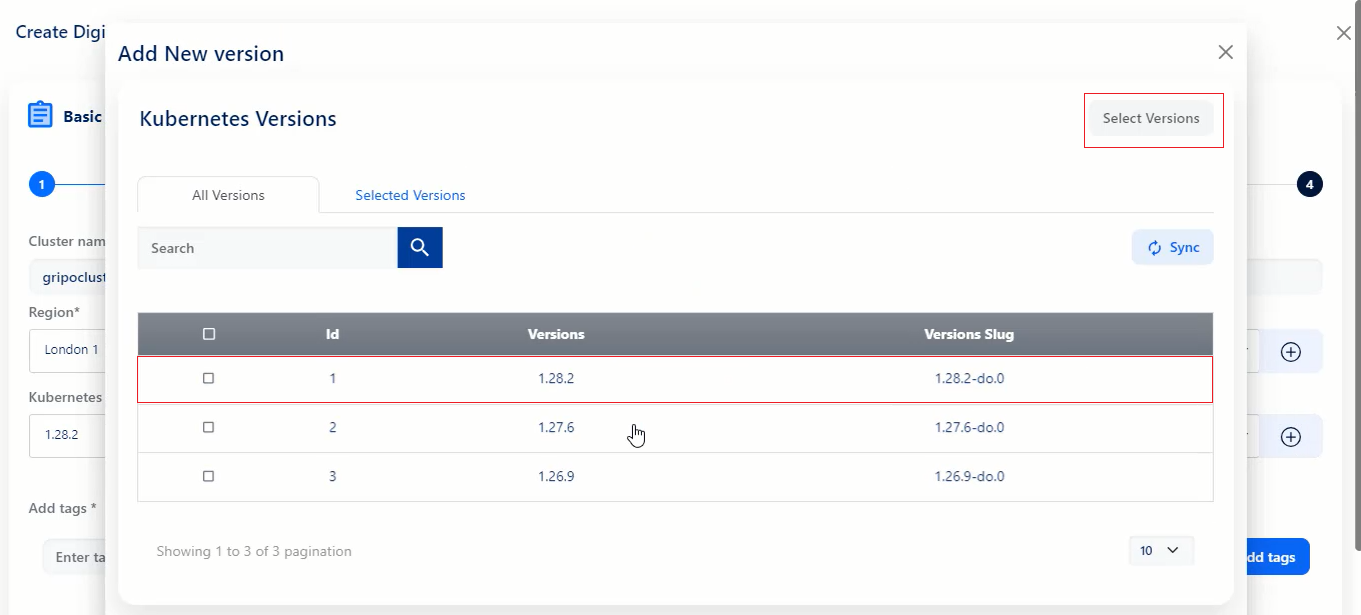 Create Digi
Add New version
Basic
Kubernetes Versions
Select Versions
1
4
All Versions
Selected Versions
Cluster nam
Search
Sync
gripoclust
Region*
Id
Versions
Versions Slug
London 1
1
1.28.2
1.28.2-do.0
Kubernetes
2
1.27.6
1.27.6-do.0
1.28.2
3
1.26.9
1.26.9-do.0
Add tags *
Showing 1 to 3 of 3 pagination
10
Enter ta
dd tags